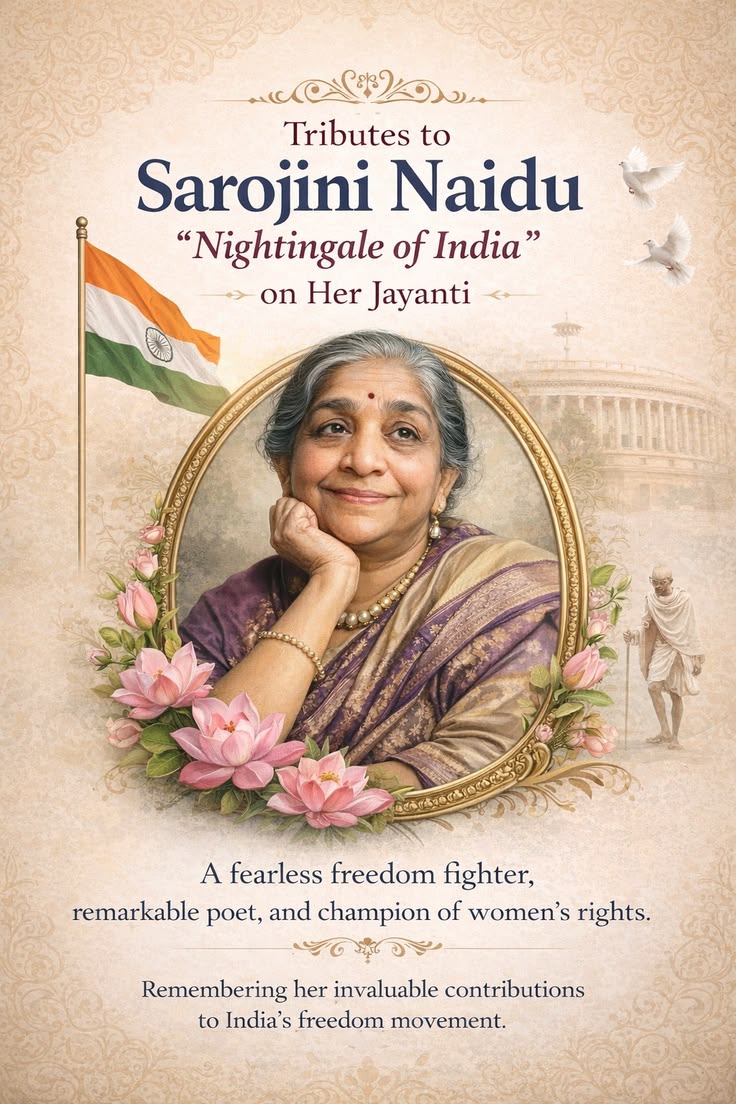 Tributes to
Sarojini Naidu
“Nightingale of India”
on Her Jayanti
A fearless freedom fighter,
remarkable poet, and champion of women’s rights.
Remembering her invaluable contributions
to India’s freedom movement.